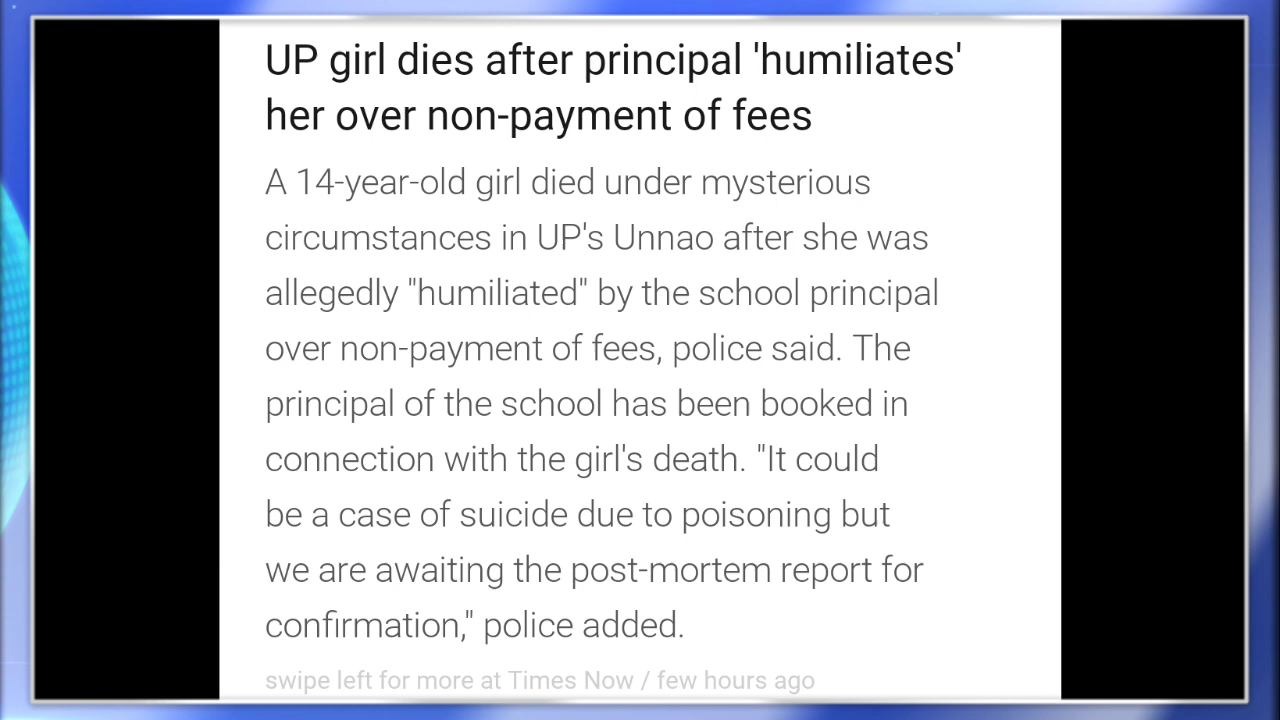 UP girl dies after principal 'humiliates'
her over non-payment of fees
A 14-year-old girl died under mysterious
circumstances in UP's Unnao after she was
allegedly "humiliated" by the school principal
over non-payment of fees, police said. The
principal of the school has been booked in
connection with the girl's death. "It could
be a case of suicide due to poisoning but
we are awaiting the post-mortem report for
confirmation," police added.
swipe left for more at Times Now / few hours ago